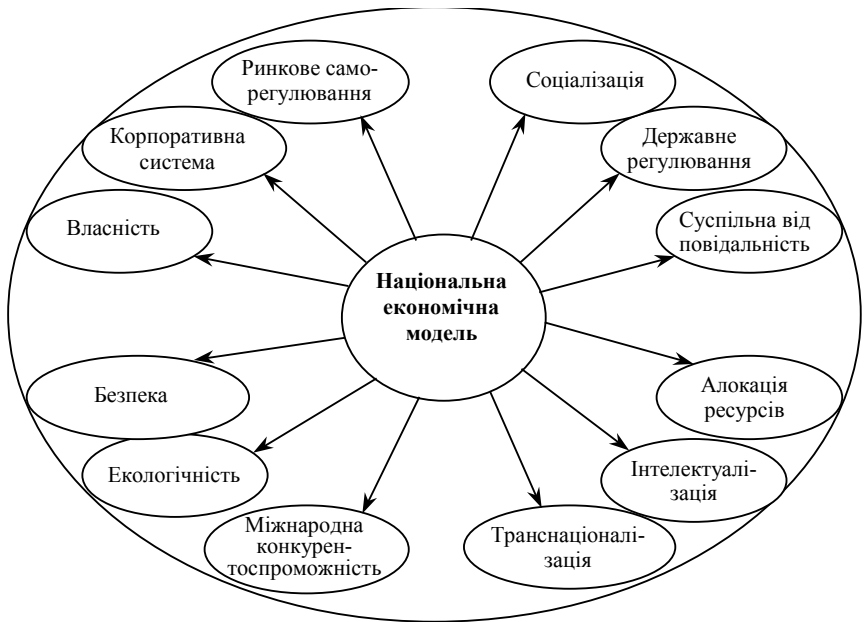 Ринкове само-
регулювання
Соціалізація
Корпоративна
система
Державне
регулювання
Власність
Суспільна від
повідальність
Національна
економічна
модель
Безпека
Алокація
ресурсів
Екологічність
Інтелектуалі-
зація
Міжнародна
конкурен-
тоспроможність
Транснаціоналі-
зація